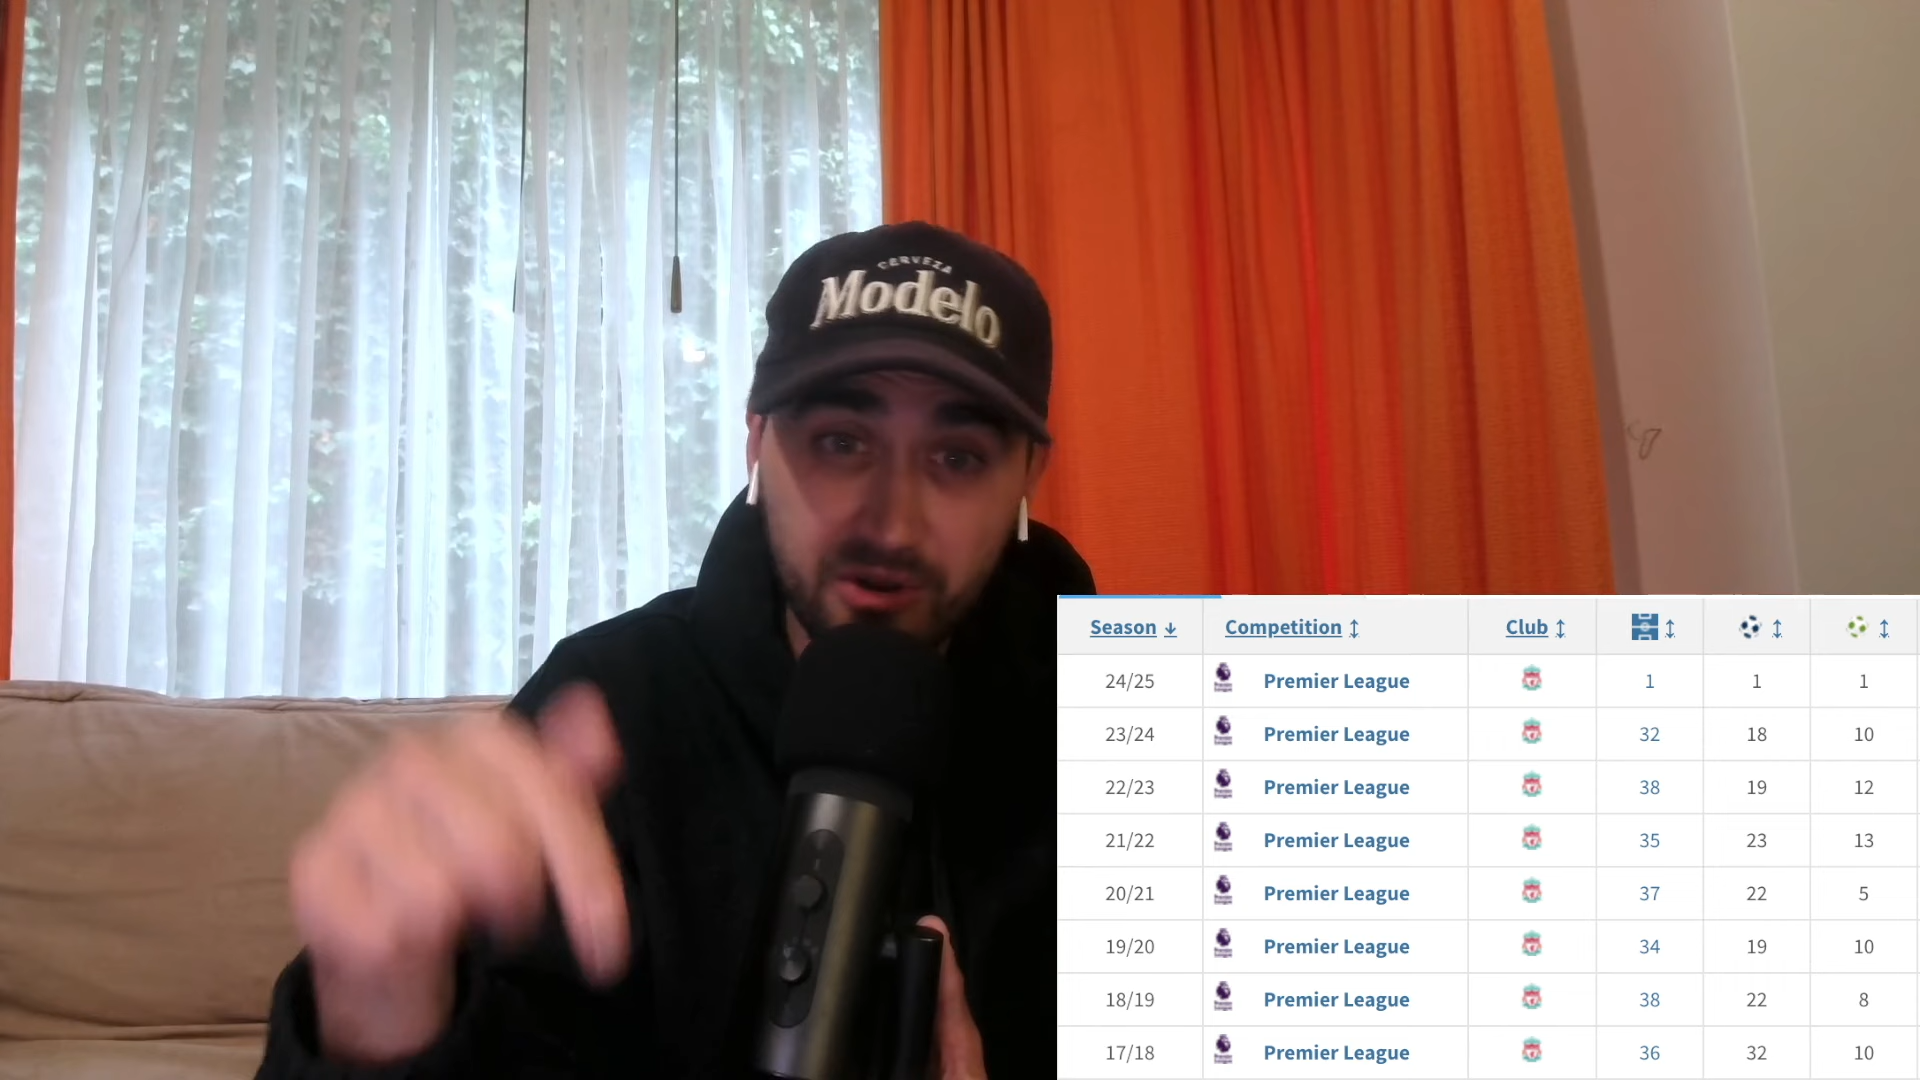 CERVEZA
Modelo
Season Competition Club
24/25 Premier League 1 1 1
23/24 Premier League 32 18 10
22/23 Premier League 38 19 12
21/22 Premier League 35 23 13
20/21 Premier League 37 22 5
19/20 Premier League 34 19 10
18/19 Premier League 38 22 8
17/18 Premier League 36 32 10